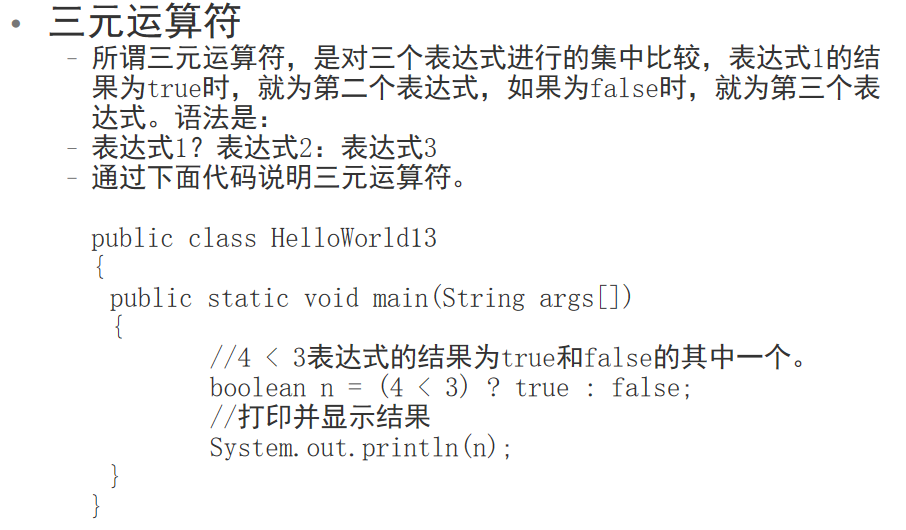 • 三元运算符
– 所谓三元运算符，是对三个表达式进行的集中比较，表达式1的结
果为true时，就为第二个表达式，如果为false时，就为第三个表
达式。语法是：
– 表达式1？表达式2：表达式3
– 通过下面代码说明三元运算符。
public class HelloWorld13
{
public static void main(String args[])
{
//4 < 3表达式的结果为true和false的其中一个。
boolean n = (4 < 3) ? true : false;
//打印并显示结果
System.out.println(n);
}
}